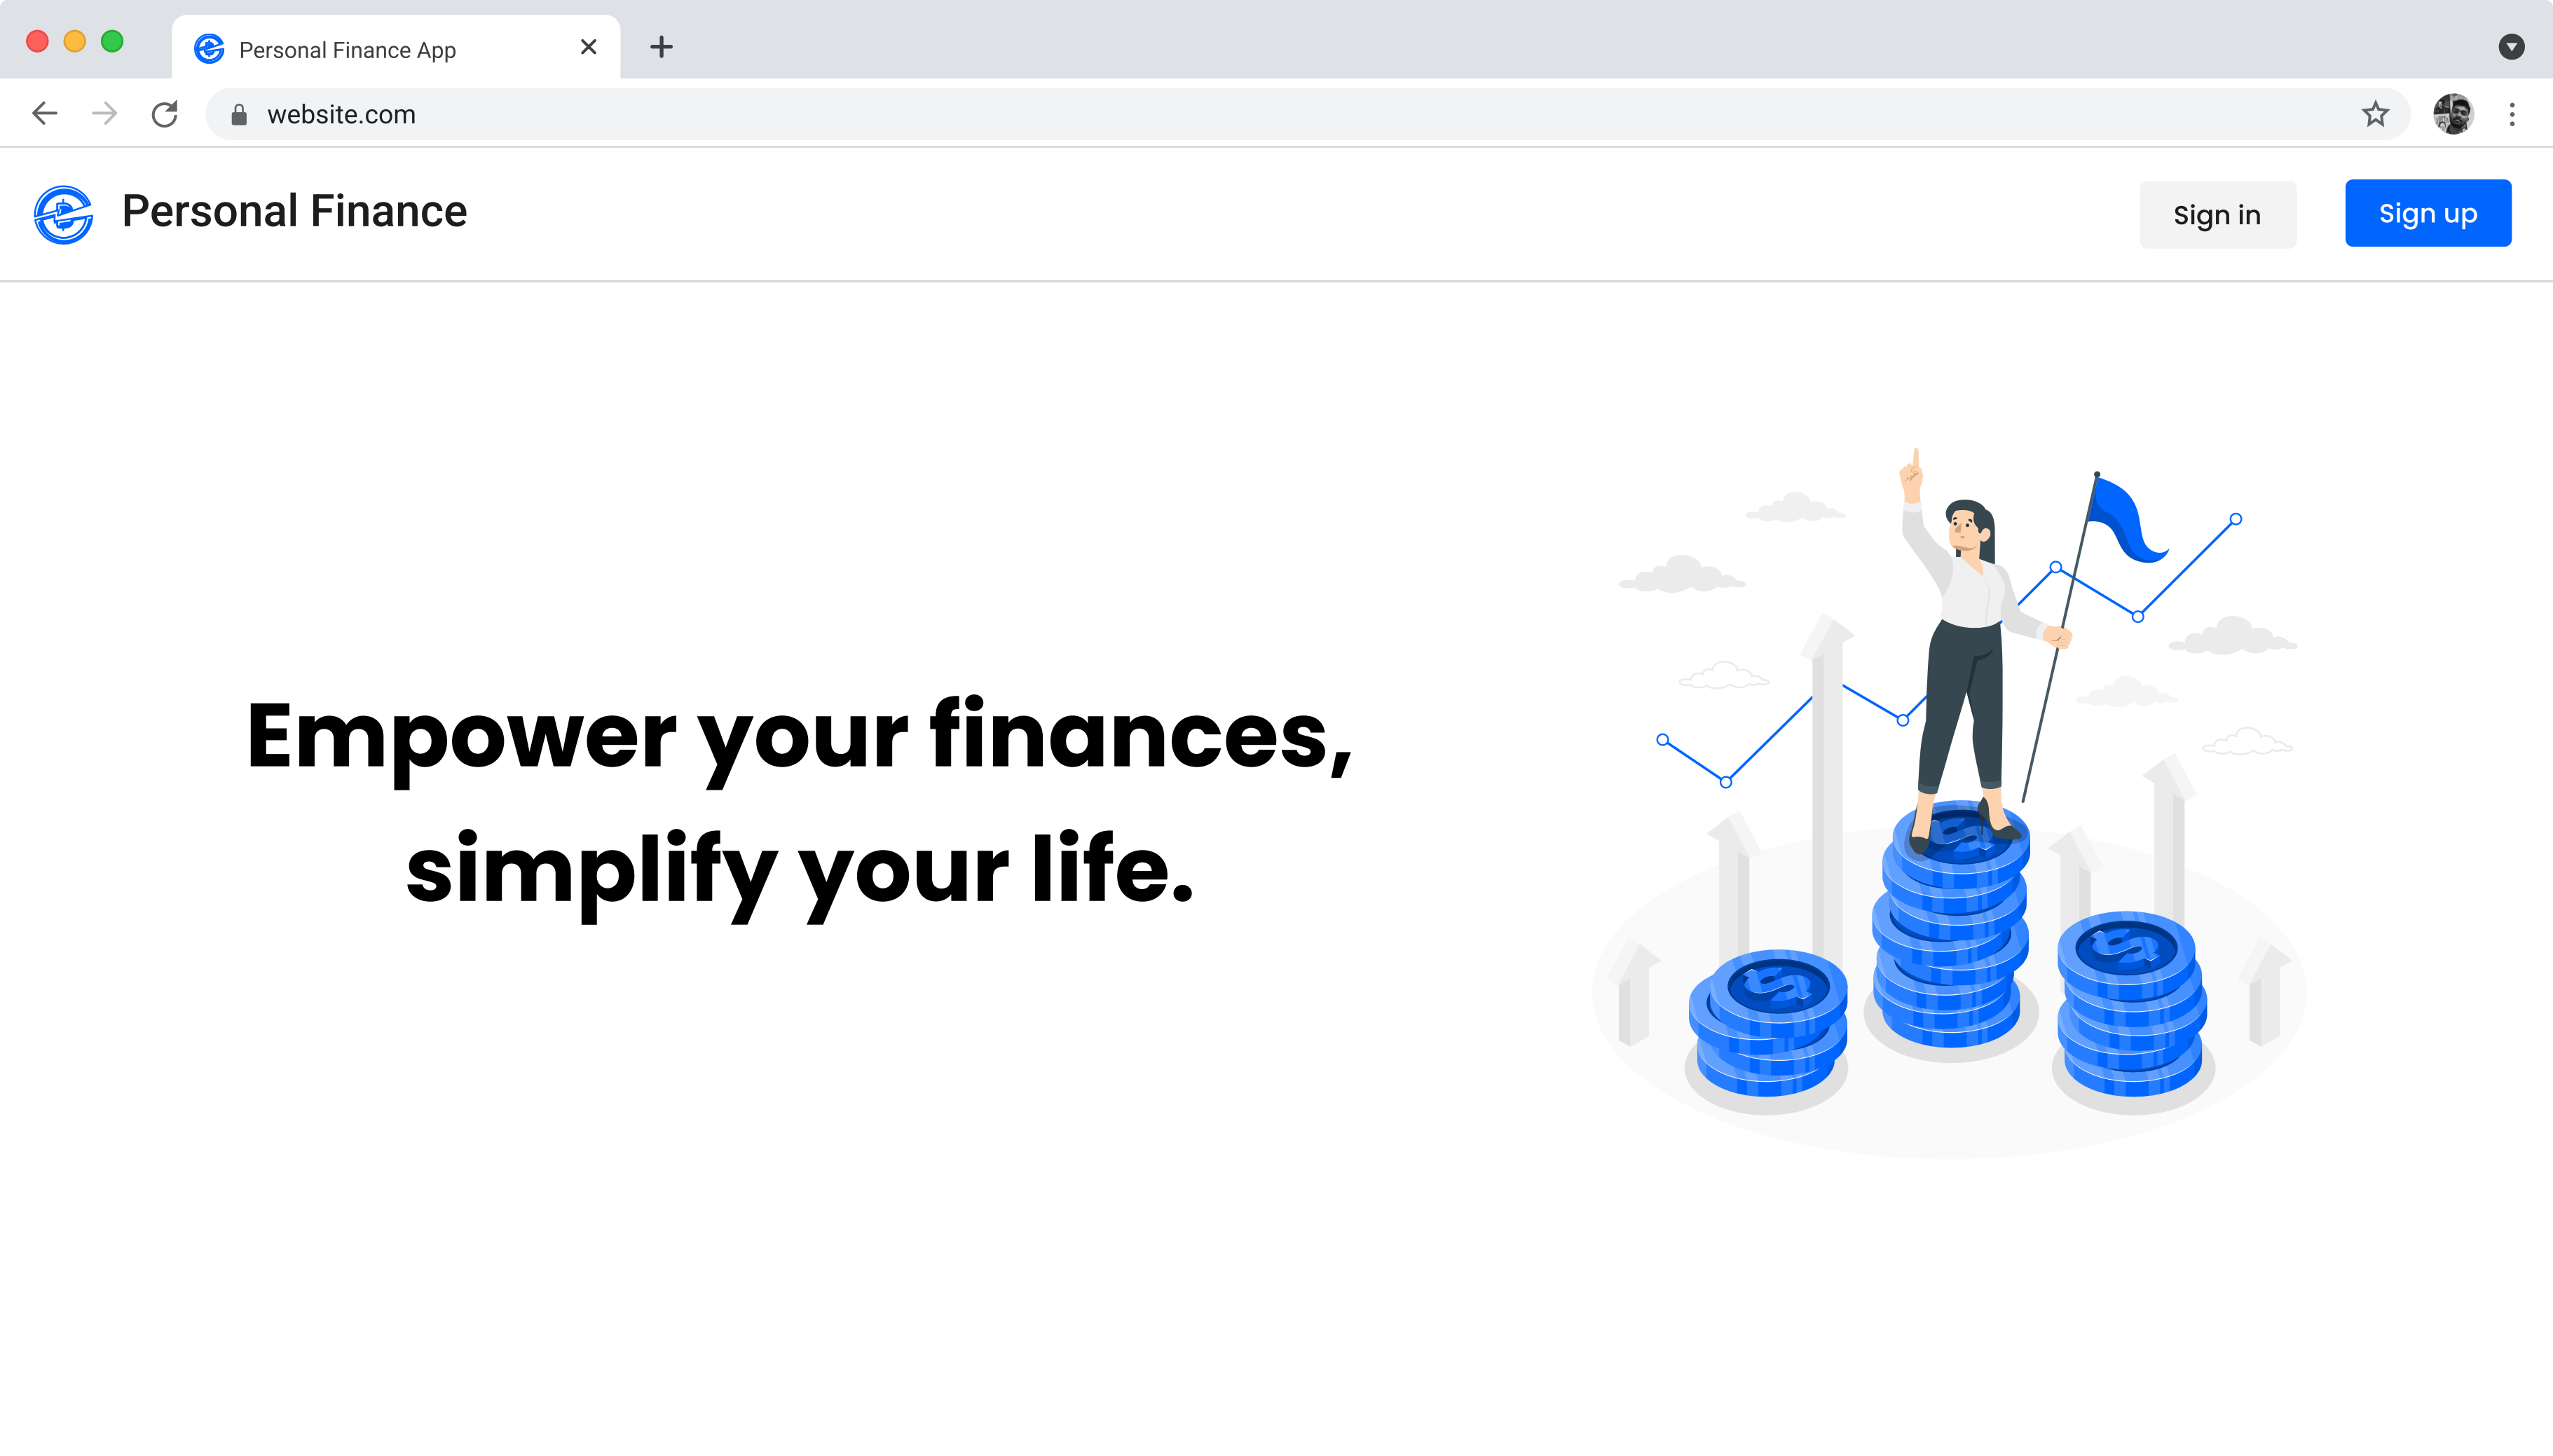 Personal Finance App
website.com
Personal Finance
Sign in
Sign up
Empower your finances,
simplify your life.